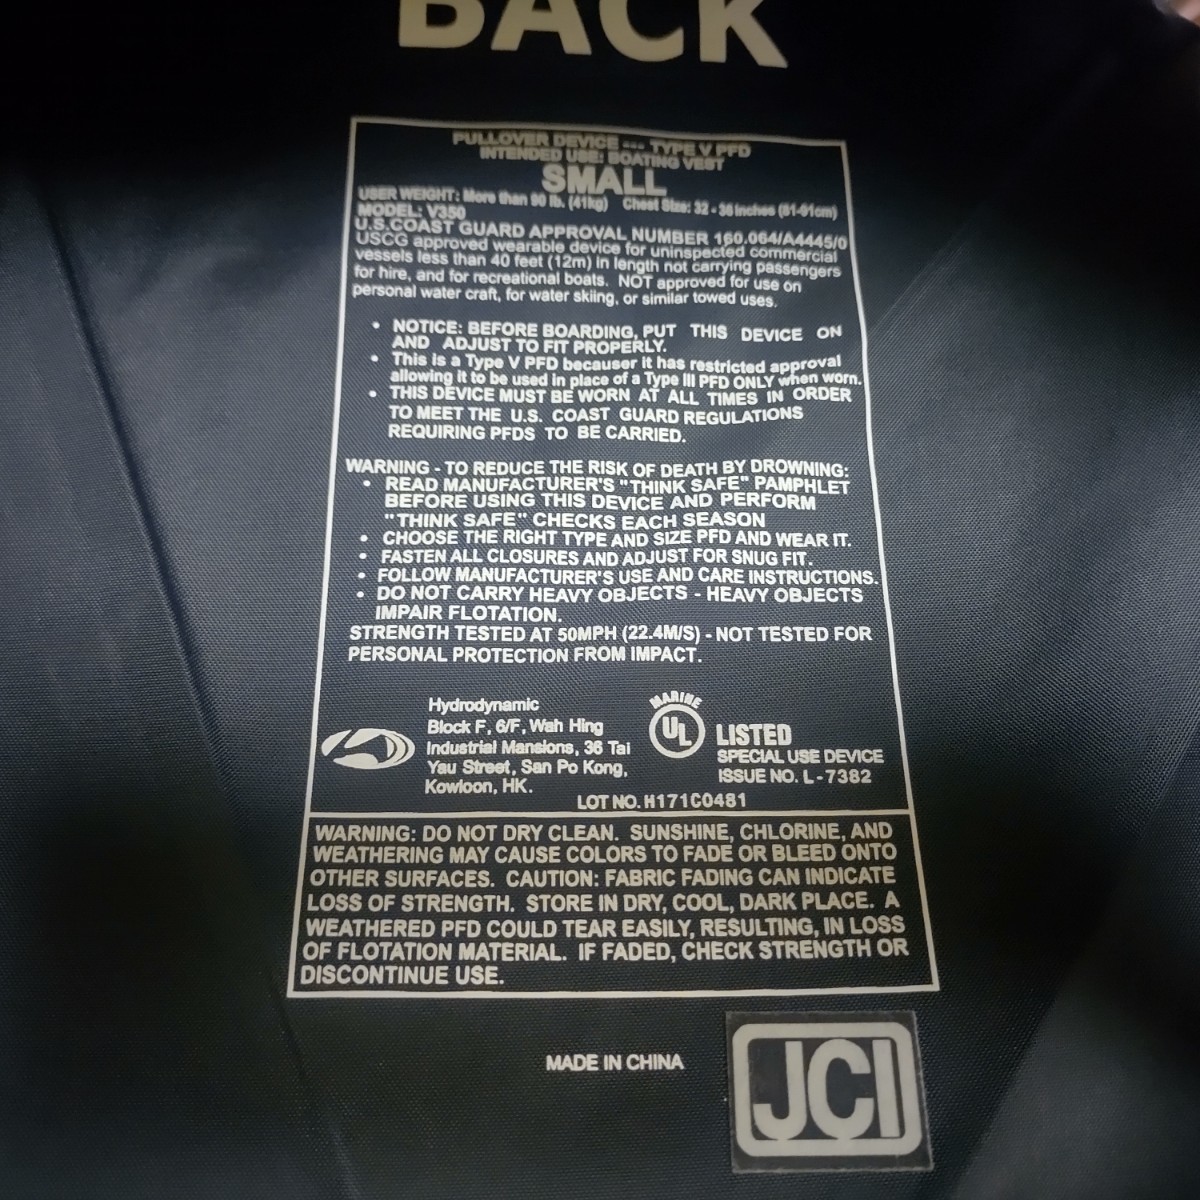 BACK
PULLOVER DEVICE --- TYPE V PFD
INTENDED USE: BOATING VEST
SMALL
USER WEIGHT: More than 90 lb. (41kg) Chest Size: 32 - 36 inches (81-91cm)
MODEL: V350
U.S.COAST GUARD APPROVAL NUMBER 160.064/A4445/0
USCG approved wearable device for uninspected commercial
vessels less than 40 feet (12m) in length not carrying passengers
for hire, and for recreational boats. NOT approved for use on
personal water craft, for water skiing, or similar towed uses.
• NOTICE: BEFORE BOARDING, PUT THIS DEVICE ON
AND ADJUST TO FIT PROPERLY.
• This is a Type V PFD becauser it has restricted approval
allowing it to be used in place of a Type III PFD ONLY when worn.
• THIS DEVICE MUST BE WORN AT ALL TIMES IN ORDER
TO MEET THE U.S. COAST GUARD REGULATIONS
REQUIRING PFDS TO BE CARRIED.
WARNING - TO REDUCE THE RISK OF DEATH BY DROWNING:
• READ MANUFACTURER'S "THINK SAFE" PAMPHLET
BEFORE USING THIS DEVICE AND PERFORM
"THINK SAFE" CHECKS EACH SEASON
• CHOOSE THE RIGHT TYPE AND SIZE PFD AND WEAR IT.
• FASTEN ALL CLOSURES AND ADJUST FOR SNUG FIT.
• FOLLOW MANUFACTURER'S USE AND CARE INSTRUCTIONS.
• DO NOT CARRY HEAVY OBJECTS - HEAVY OBJECTS
IMPAIR FLOTATION.
STRENGTH TESTED AT 50MPH (22.4M/S) - NOT TESTED FOR
PERSONAL PROTECTION FROM IMPACT.
Hydrodynamic
Block F, 6/F, Wah Hing
Industrial Mansions, 36 Tai
Yau Street, San Po Kong,
Kowloon, HK.
MARINE
UL LISTED
SPECIAL USE DEVICE
ISSUE NO. L-7382
LOT NO. H171C0481
WARNING: DO NOT DRY CLEAN. SUNSHINE, CHLORINE, AND
WEATHERING MAY CAUSE COLORS TO FADE OR BLEED ONTO
OTHER SURFACES. CAUTION: FABRIC FADING CAN INDICATE
LOSS OF STRENGTH. STORE IN DRY, COOL, DARK PLACE. A
WEATHERED PFD COULD TEAR EASILY, RESULTING, IN LOSS
OF FLOTATION MATERIAL. IF FADED, CHECK STRENGTH OR
DISCONTINUE USE.
MADE IN CHINA
JCI